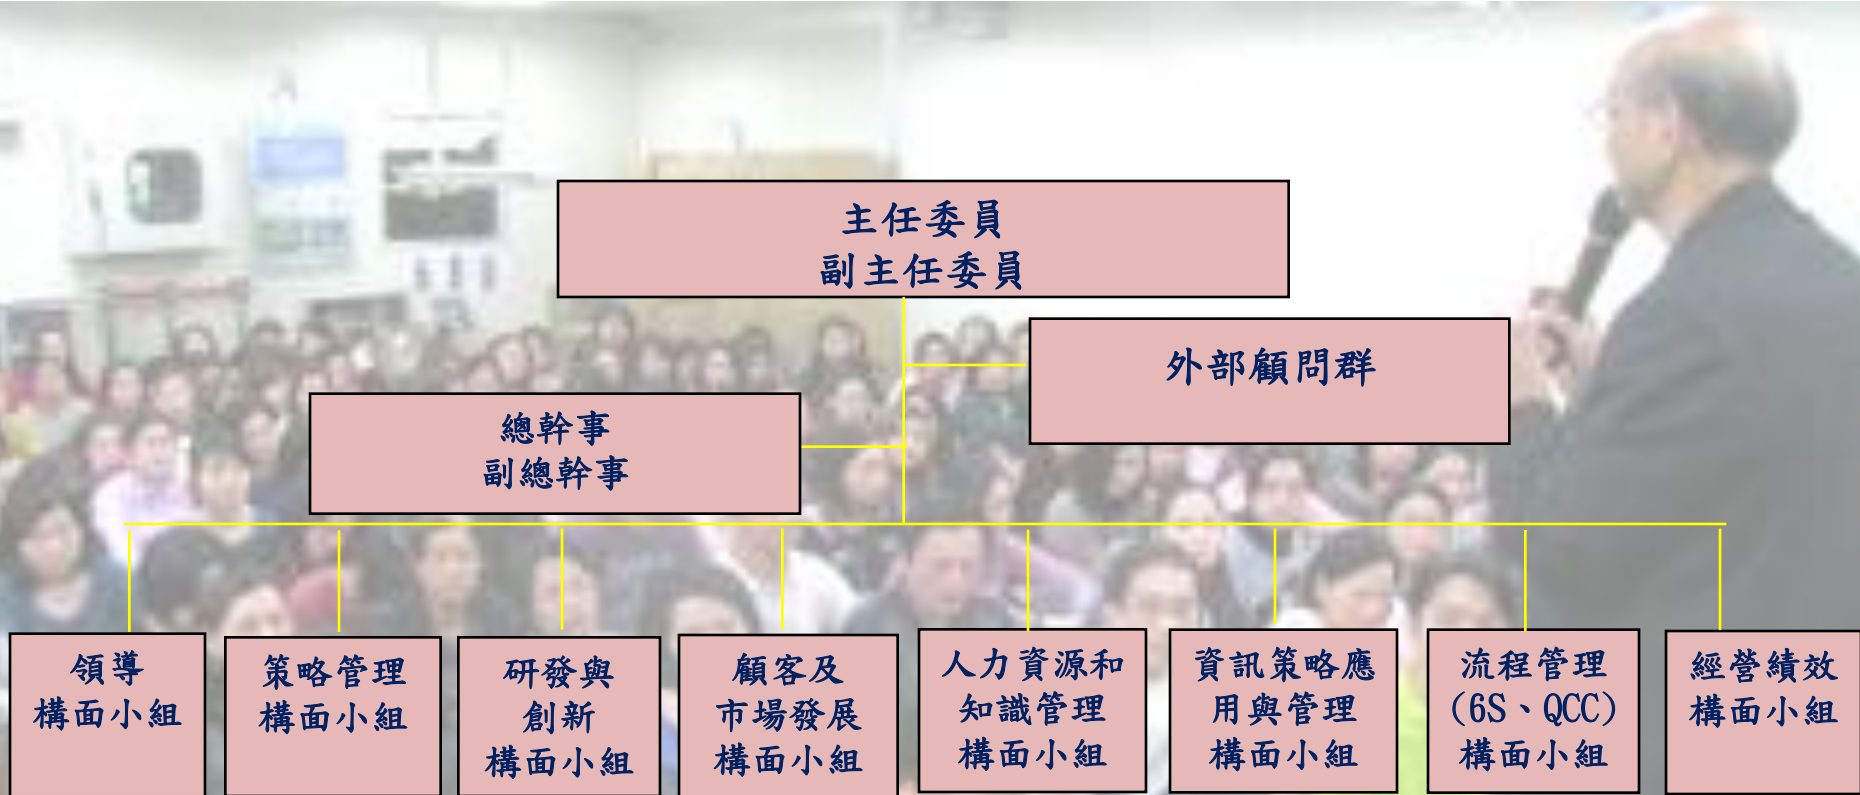 主任委員
副主任委員
外部顧問群
總幹事
副總幹事
領導
構面小組
策略管理
構面小組
研發與
創新
構面小組
顧客及
市場發展
構面小組
人力資源和
知識管理
構面小組
資訊策略應
用與管理
構面小組
流程管理
(6S、QCC)
構面小組
經營績效
構面小組